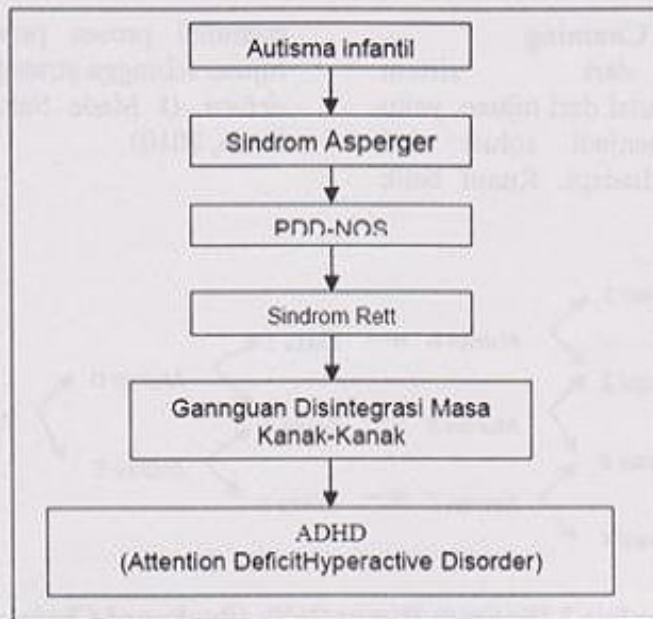 Autisma infantil
Sindrom Asperger
PDD-NOS
Sindrom Rett
Gannguan Disintegrasi Masa
Kanak-Kanak
ADHD
(Attention DeficitHyperactive Disorder)